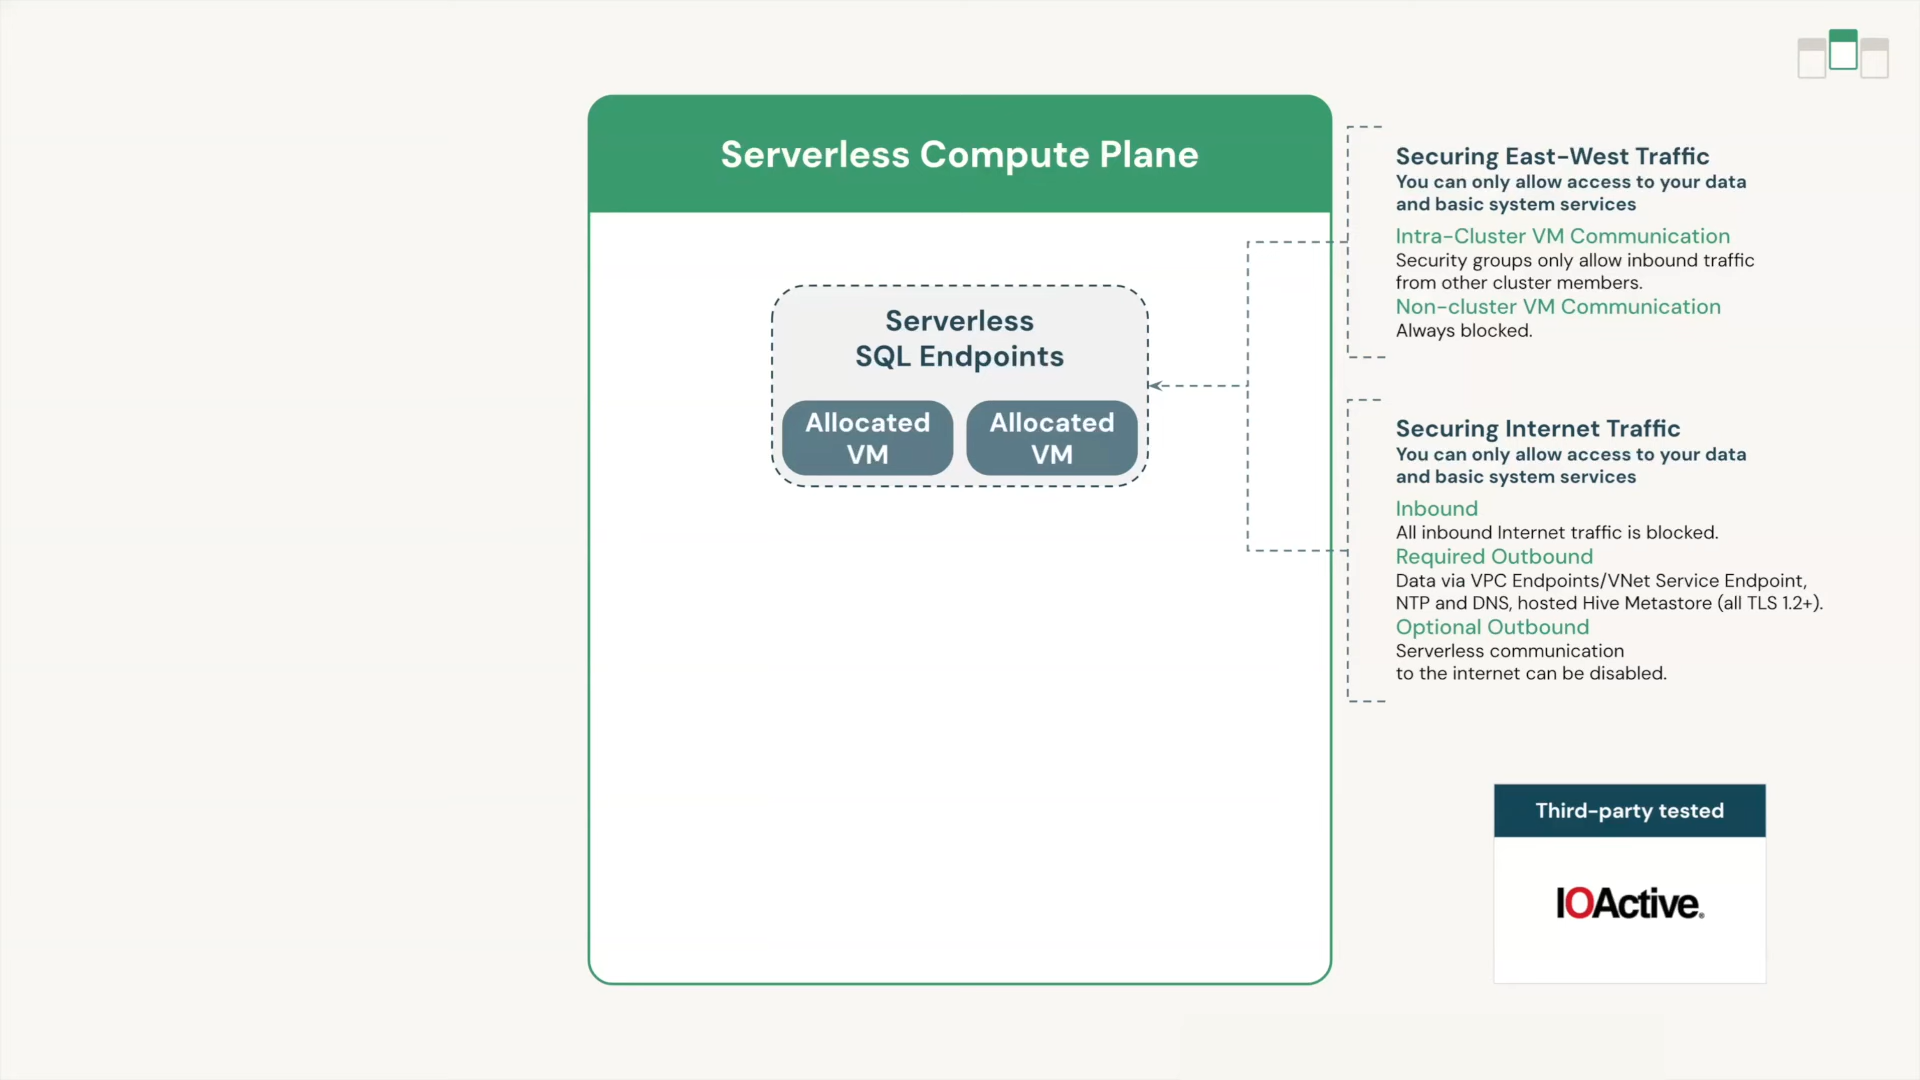 Serverless Compute Plane
Serverless
SQL Endpoints
Allocated
VM
Allocated
VM
Securing East-West Traffic
You can only allow access to your data
and basic system services
Intra-Cluster VM Communication
Security groups only allow inbound traffic
from other cluster members.
Non-cluster VM Communication
Always blocked.
Securing Internet Traffic
You can only allow access to your data
and basic system services
Inbound
All inbound Internet traffic is blocked.
Required Outbound
Data via VPC Endpoints/VNet Service Endpoint,
NTP and DNS, hosted Hive Metastore (all TLS 1.2+).
Optional Outbound
Serverless communication
to the internet can be disabled.
Third-party tested
IOActive®